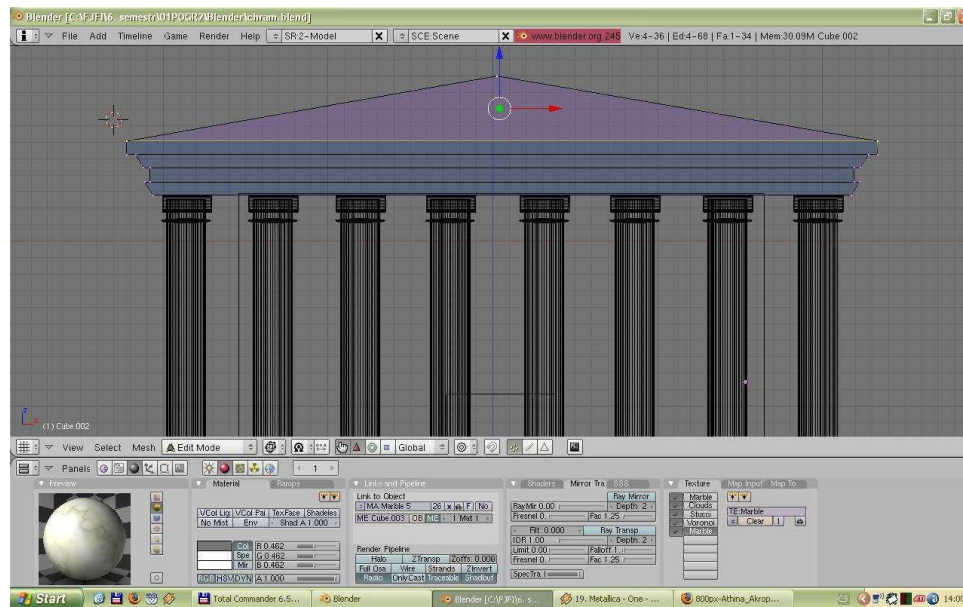 Blender [C:\FJFI\6. semestr\01POGR2\Blender\chram.blend]
File Add Timeline Game Render Help SR:2-Model X SCE:Scene X www.blender.org 245 Ve:4-36 | Ed:4-68 | Fa:1-34 | Mem:30.09M Cube.002
z
x
(1) Cube.002
View Select Mesh Edit Mode Global
Panels 1
Preview
Material Ramps
VCol Lig VCol Pai TexFace Shadeles
No Mist Env Shad A 1.000
Col R 0.462
Spe G 0.462
Mir B 0.462
RGB HSV DYN A 1.000
Links and Pipeline
Link to Object
MA:Marble 5 26 X F No
ME:Cube.003 OB ME 1 Mat 1
Render Pipeline
Halo ZTransp Zoffs: 0.000
Full Osa Wire Strands ZInvert
Radio OnlyCast Traceable Shadbuf
Shaders Mirror Tra SSS
Ray Mirror
RayMir 0.00 Depth: 2
Fresnel 0. Fac 1.25
Filt: 0.000 Ray Transp
IOR 1.00 Depth: 2
Limit 0.00 Falloff 1.
Fresnel 0. Fac 1.25
SpecTra 1
Texture Map Input Map To
Marble
Clouds
Stucci
Voronoi
Marble
TE:Marble
Clear 1
Start Total Commander 6.5... Blender Blender [C:\FJFI\6. s... 19. Metallica - One - ... 800px-Athina_Akrop... CS 14:00